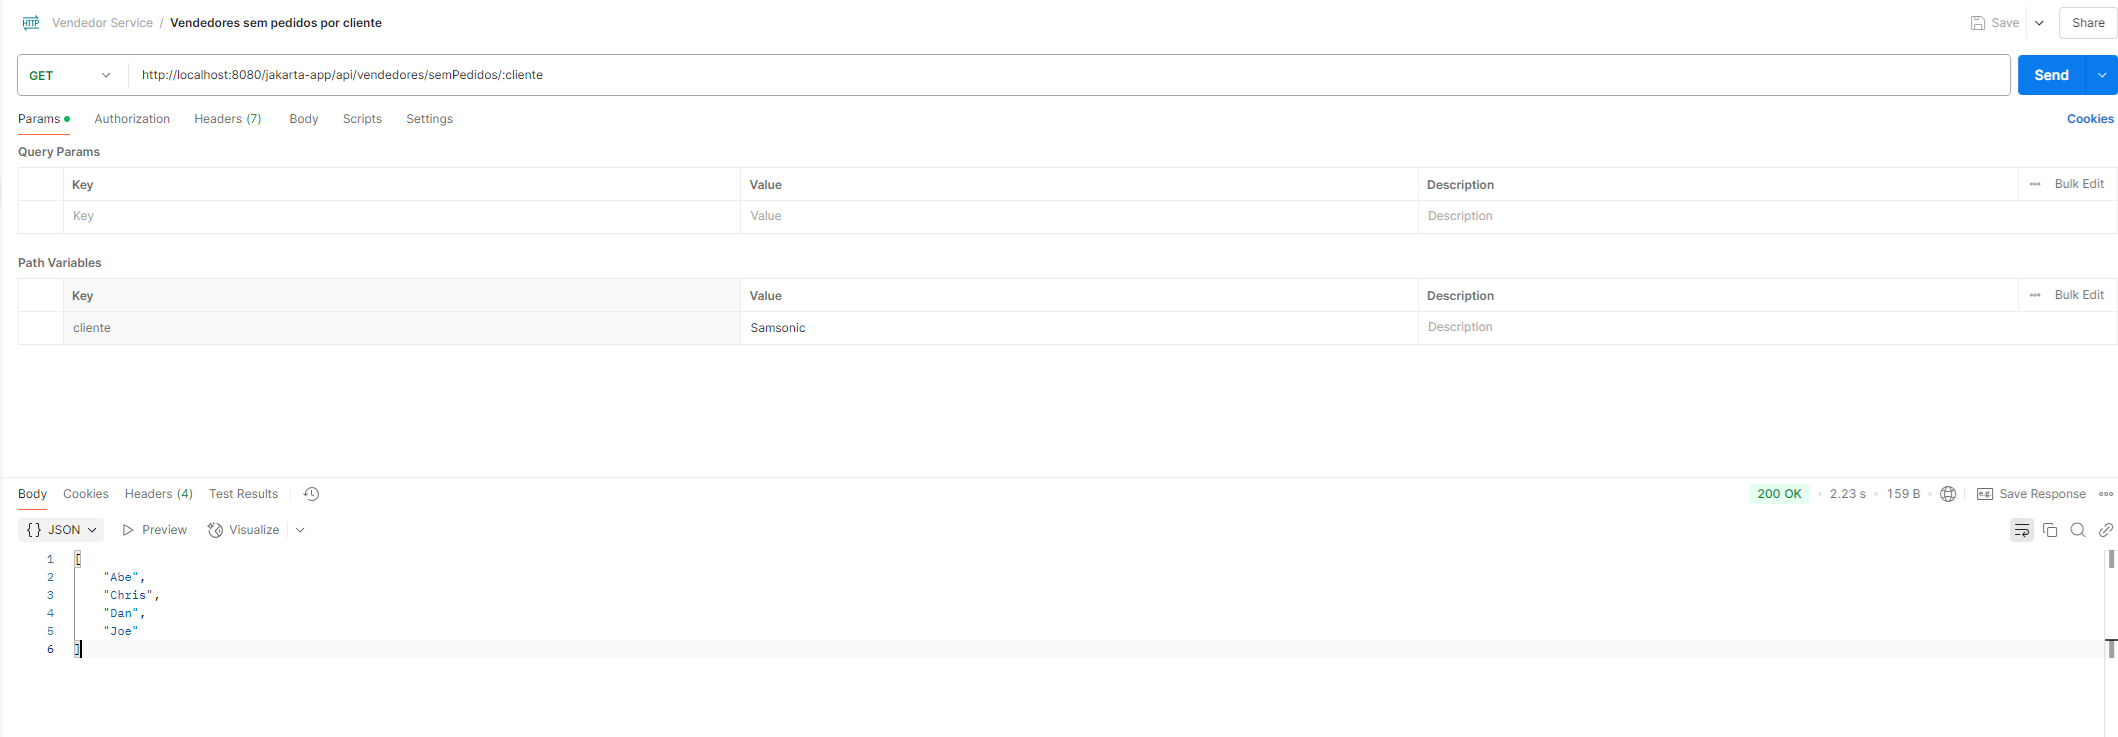 HTTP Vendedor Service / Vendedores sem pedidos por cliente Save Share
GET http://localhost:8080/jakarta-app/api/vendedores/semPedidos/:cliente Send
Params Authorization Headers (7) Body Scripts Settings Cookies
Query Params
Key Value Description Bulk Edit
Key Value Description
Path Variables
Key Value Description Bulk Edit
cliente Samsonic Description
Body Cookies Headers (4) Test Results 200 OK 2.23 s 159 B e.g. Save Response
{} JSON Preview Visualize
1 [
2 "Abe",
3 "Chris",
4 "Dan",
5 "Joe"
6 ]